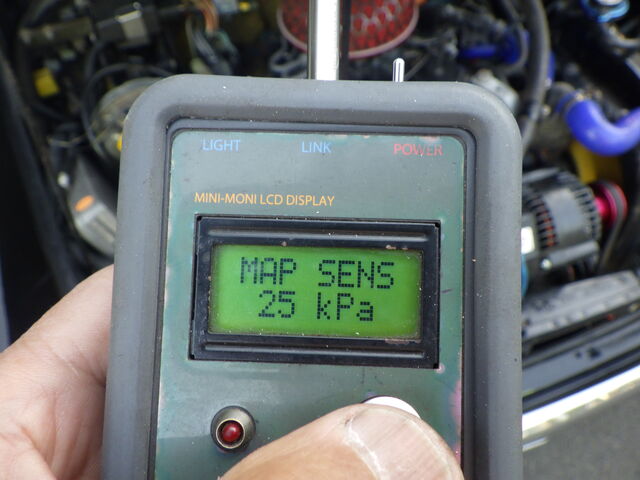 LIGHT LINK POWER
MINI-MONI LCD DISPLAY
MAP SENS
25 kPa